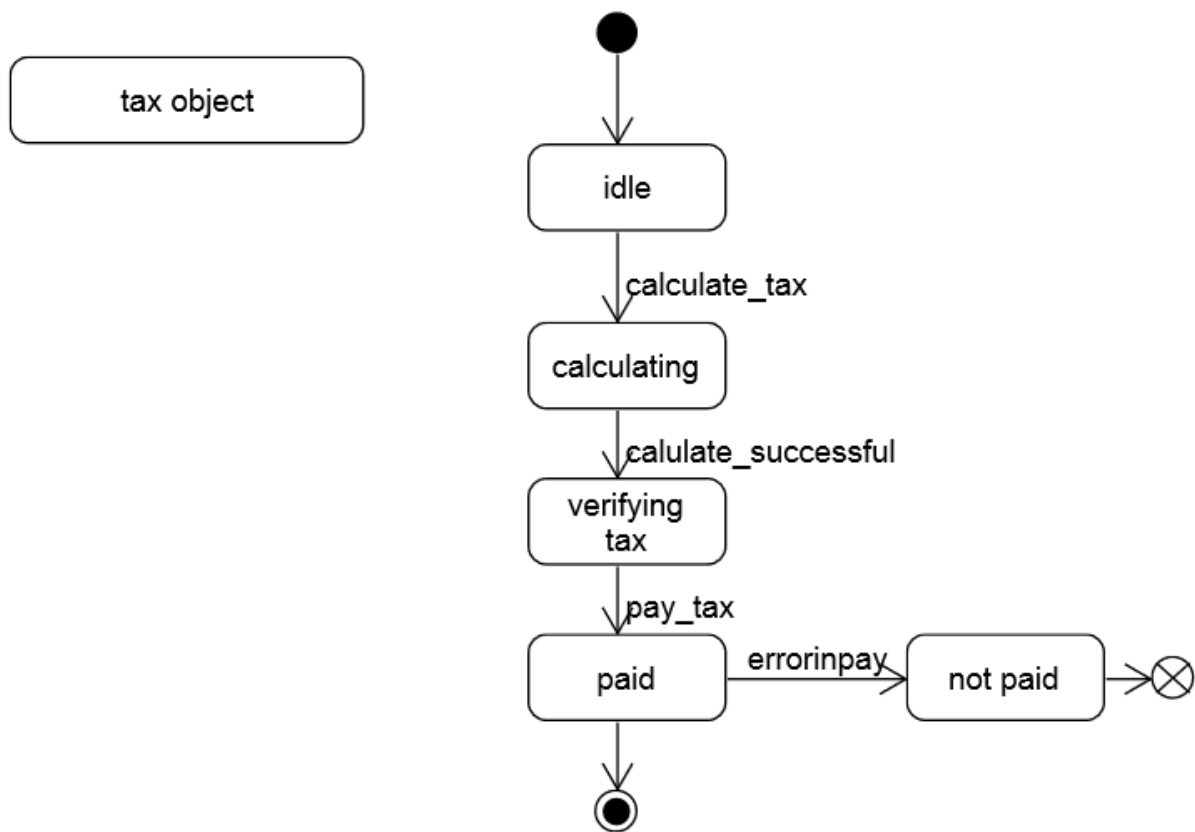 tax object
idle
calculate_tax
calculating
calulate_successful
verifying
tax
pay_tax
paid
errorinpay
not paid